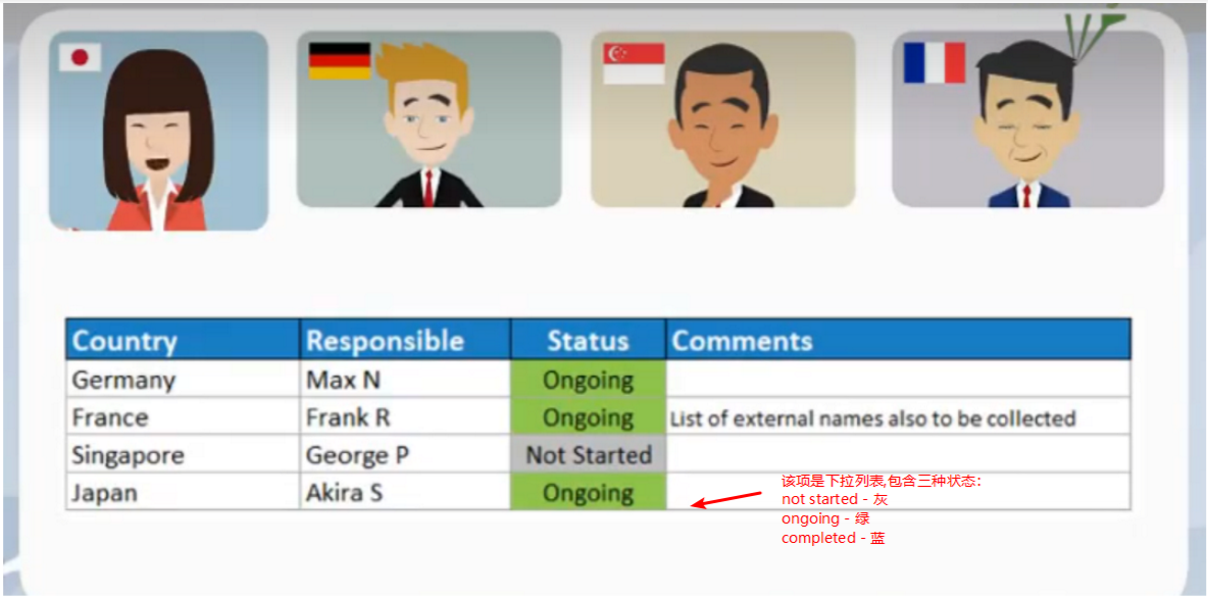 Country Responsible Status Comments
Germany Max N Ongoing
France Frank R Ongoing List of external names also to be collected
Singapore George P Not Started
Japan Akira S Ongoing
该项是下拉列表,包含三种状态:
not started - 灰
ongoing - 绿
completed - 蓝